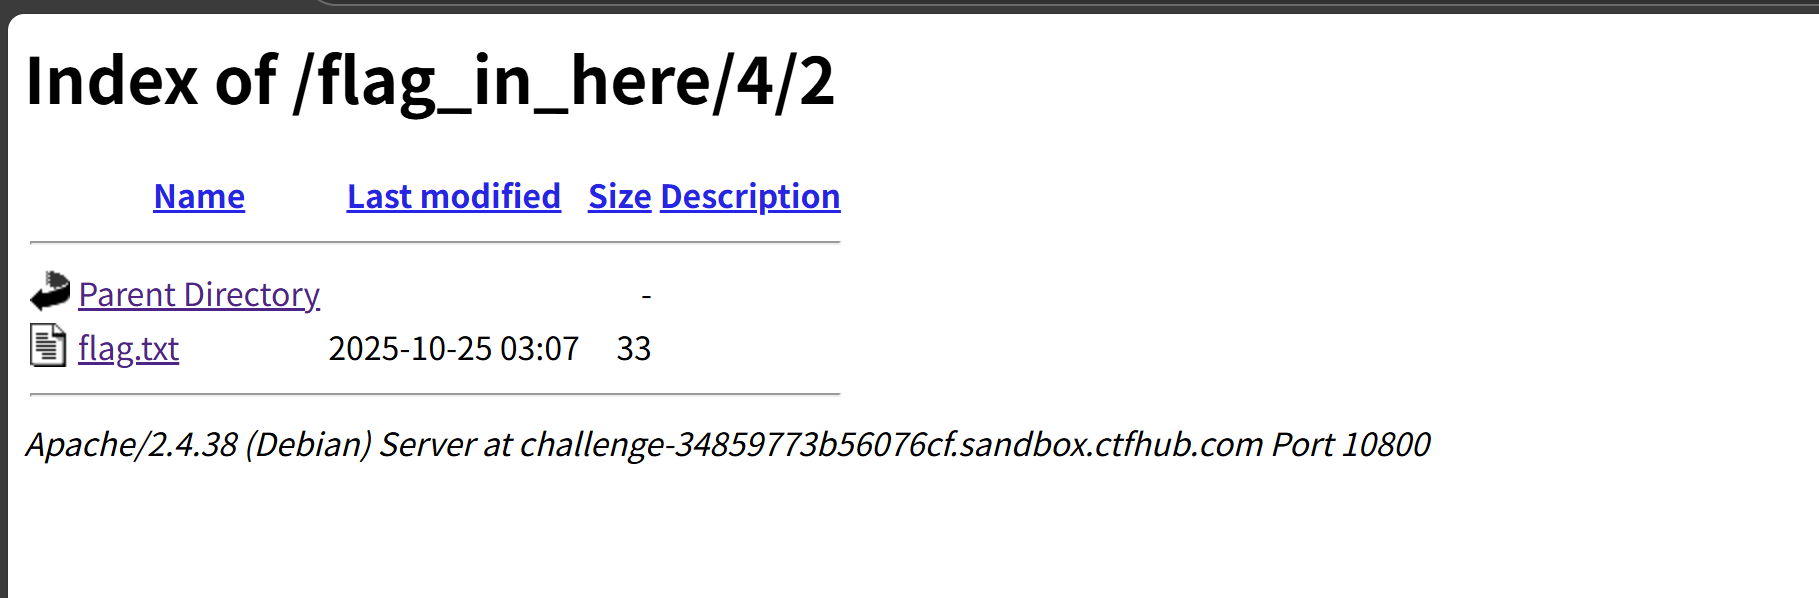 Index of /flag_in_here/4/2
Name Last modified Size Description
Parent Directory -
flag.txt 2025-10-25 03:07 33
Apache/2.4.38 (Debian) Server at challenge-34859773b56076cf.sandbox.ctfhub.com Port 10800